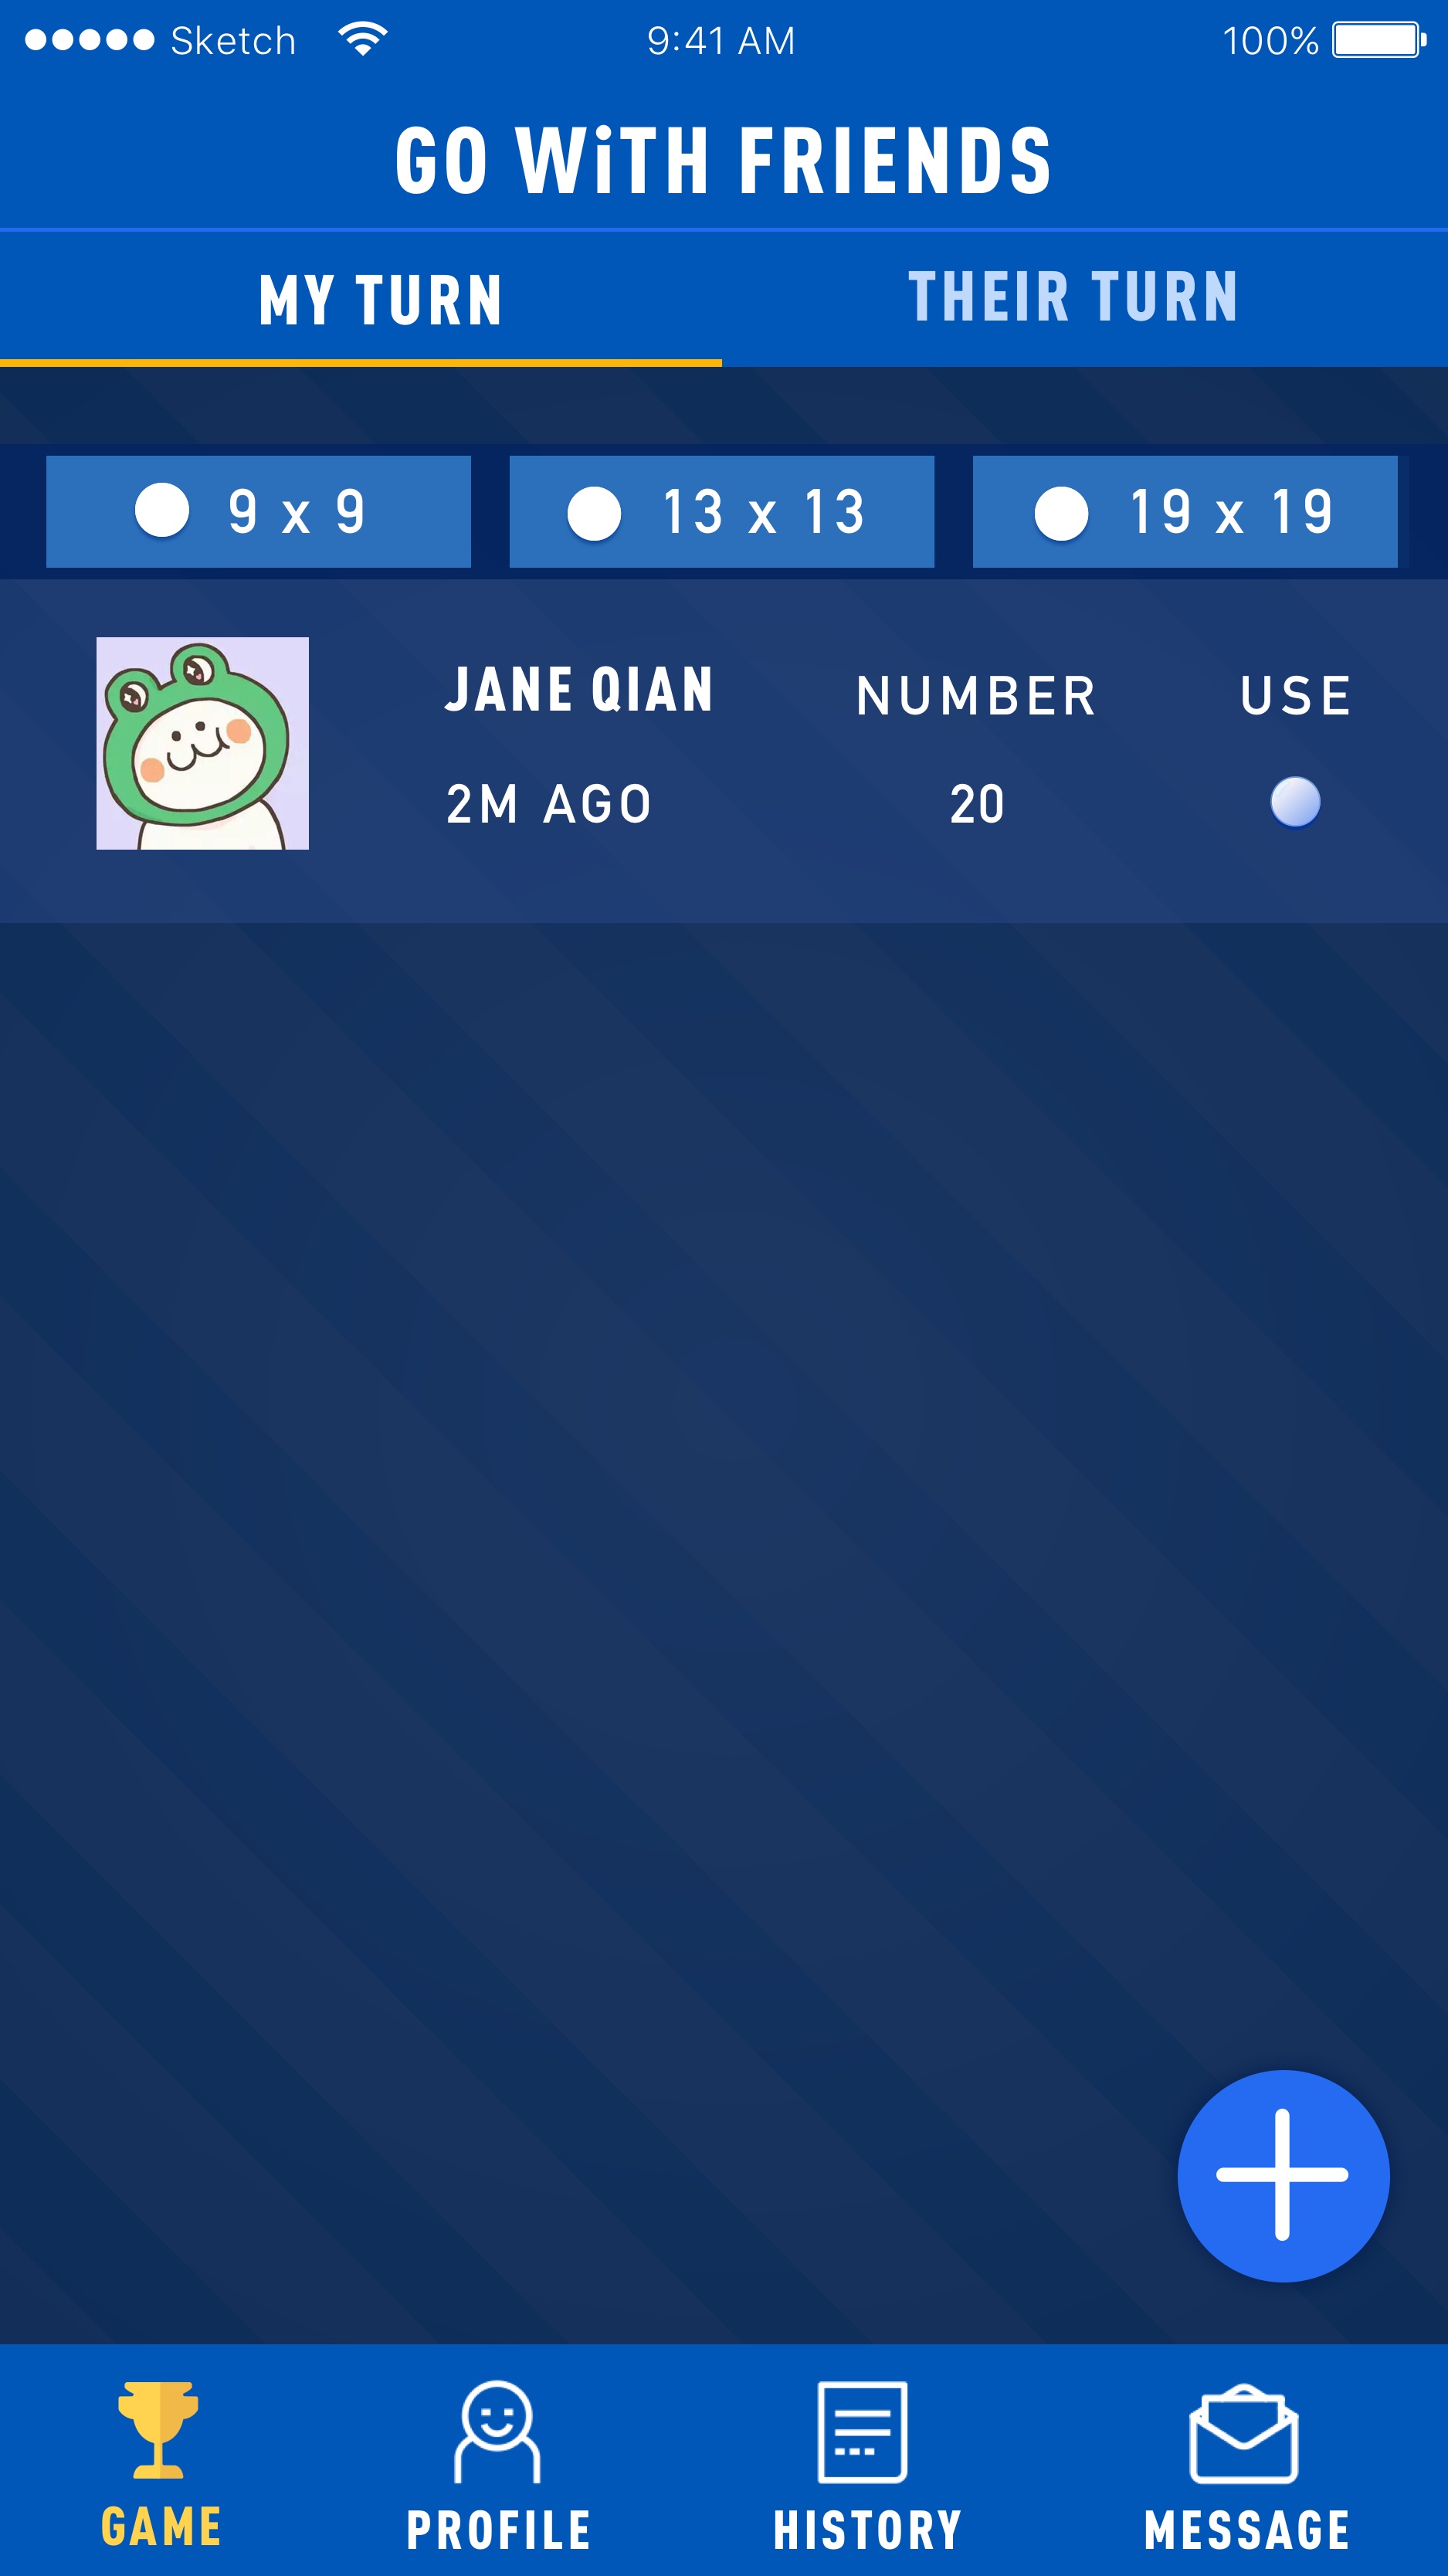 Sketch 9:41 AM 100%
GO WiTH FRIENDS
MY TURN THEIR TURN
9 x 9 13 x 13 19 x 19
JANE QIAN NUMBER USE
2M AGO 20
GAME PROFILE HISTORY MESSAGE